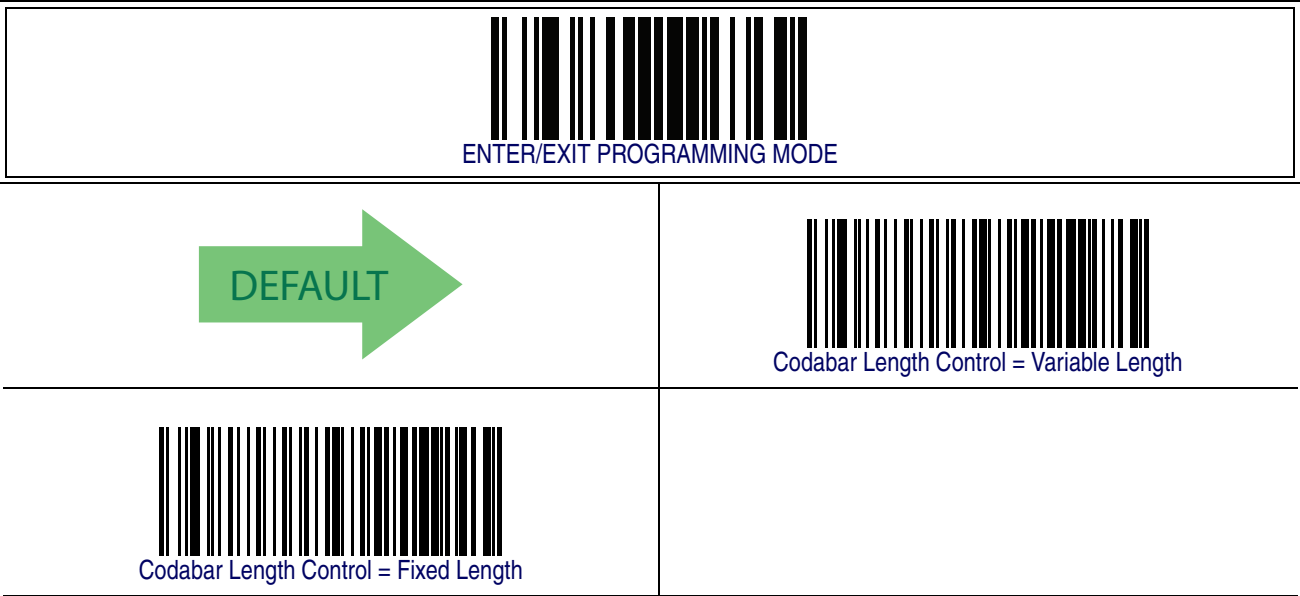 ENTER/EXIT PROGRAMMING MODE
DEFAULT
Codabar Length Control = Variable Length
Codabar Length Control = Fixed Length